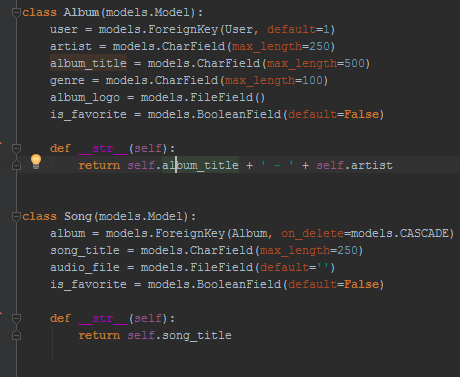 class Album(models.Model):
    user = models.ForeignKey(User, default=1)
    artist = models.CharField(max_length=250)
    album_title = models.CharField(max_length=500)
    genre = models.CharField(max_length=100)
    album_logo = models.FileField()
    is_favorite = models.BooleanField(default=False)
    def __str__(self):
        return self.album_title + ' - ' + self.artist
class Song(models.Model):
    album = models.ForeignKey(Album, on_delete=models.CASCADE)
    song_title = models.CharField(max_length=250)
    audio_file = models.FileField(default='')
    is_favorite = models.BooleanField(default=False)
    def __str__(self):
        return self.song_title